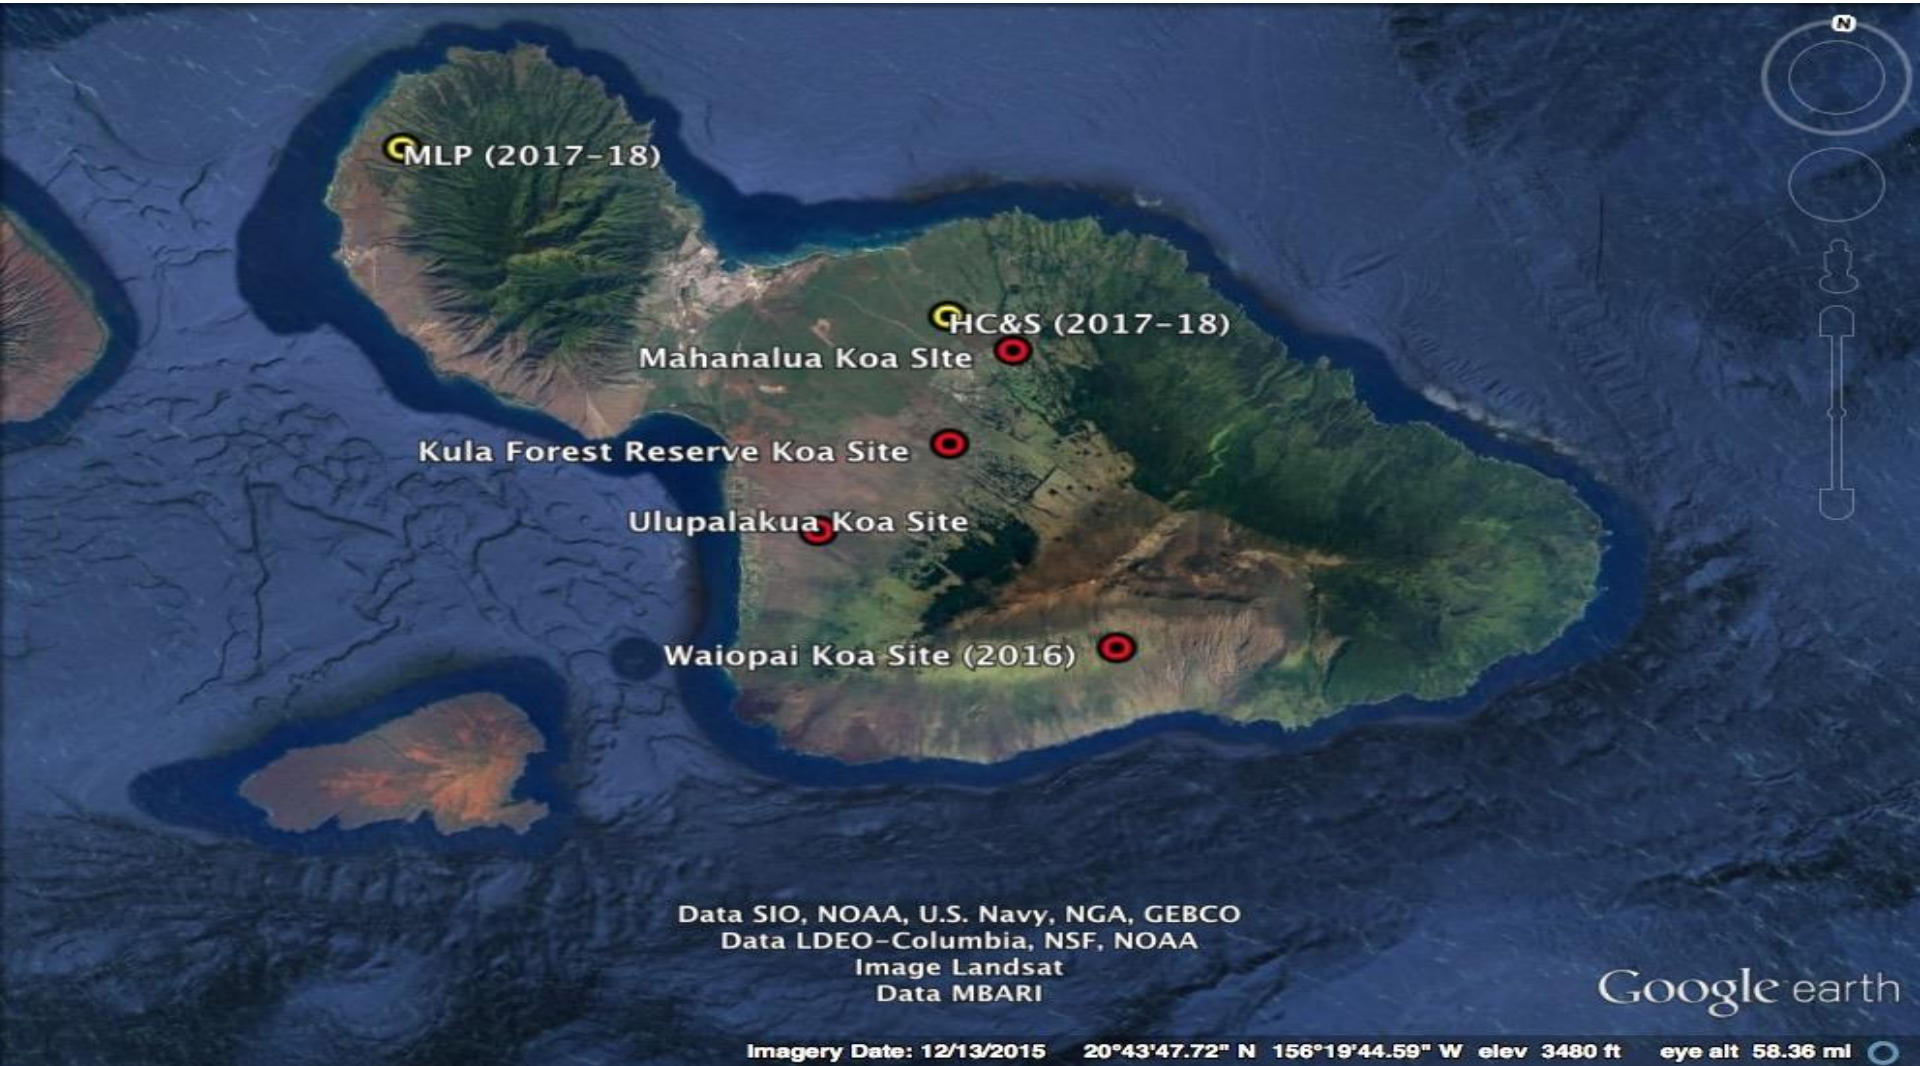 N
MLP (2017-18)
HC&S (2017-18)
Mahanalua Koa SIte
Kula Forest Reserve Koa Site
Ulupalakua Koa Site
Waiopai Koa Site (2016)
Data SIO, NOAA, U.S. Navy, NGA, GEBCO
Data LDEO-Columbia, NSF, NOAA
Image Landsat
Data MBARI
Google earth
Imagery Date: 12/13/2015 20°43'47.72" N 156°19'44.59" W elev 3480 ft eye alt 58.36 mi